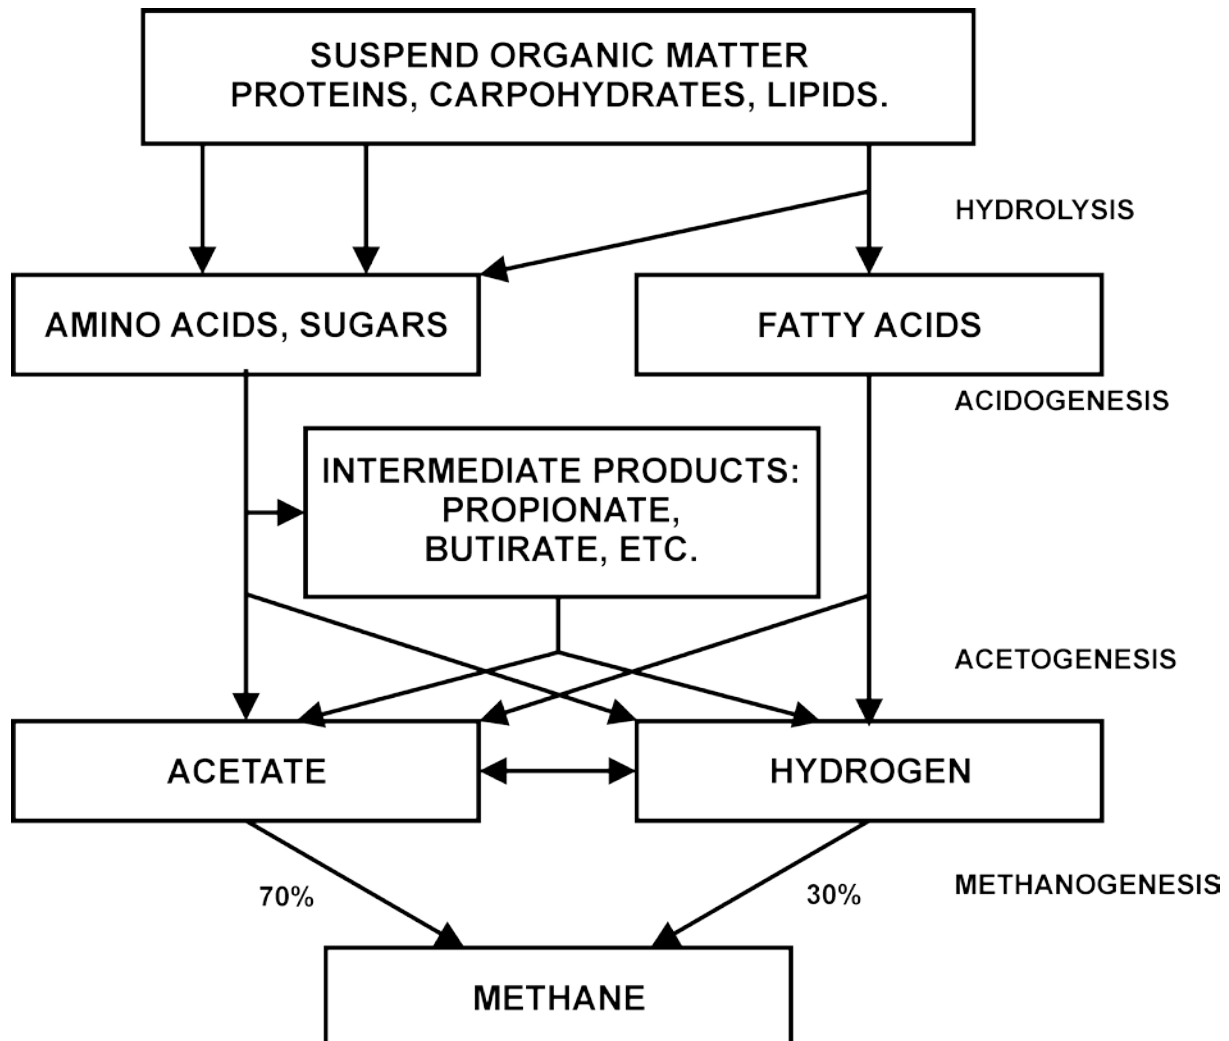 SUSPEND ORGANIC MATTER
PROTEINS, CARPOHYDRATES, LIPIDS.
HYDROLYSIS
AMINO ACIDS, SUGARS
FATTY ACIDS
ACIDOGENESIS
INTERMEDIATE PRODUCTS:
PROPIONATE,
BUTIRATE, ETC.
ACETOGENESIS
ACETATE
HYDROGEN
70%
30%
METHANOGENESIS
METHANE